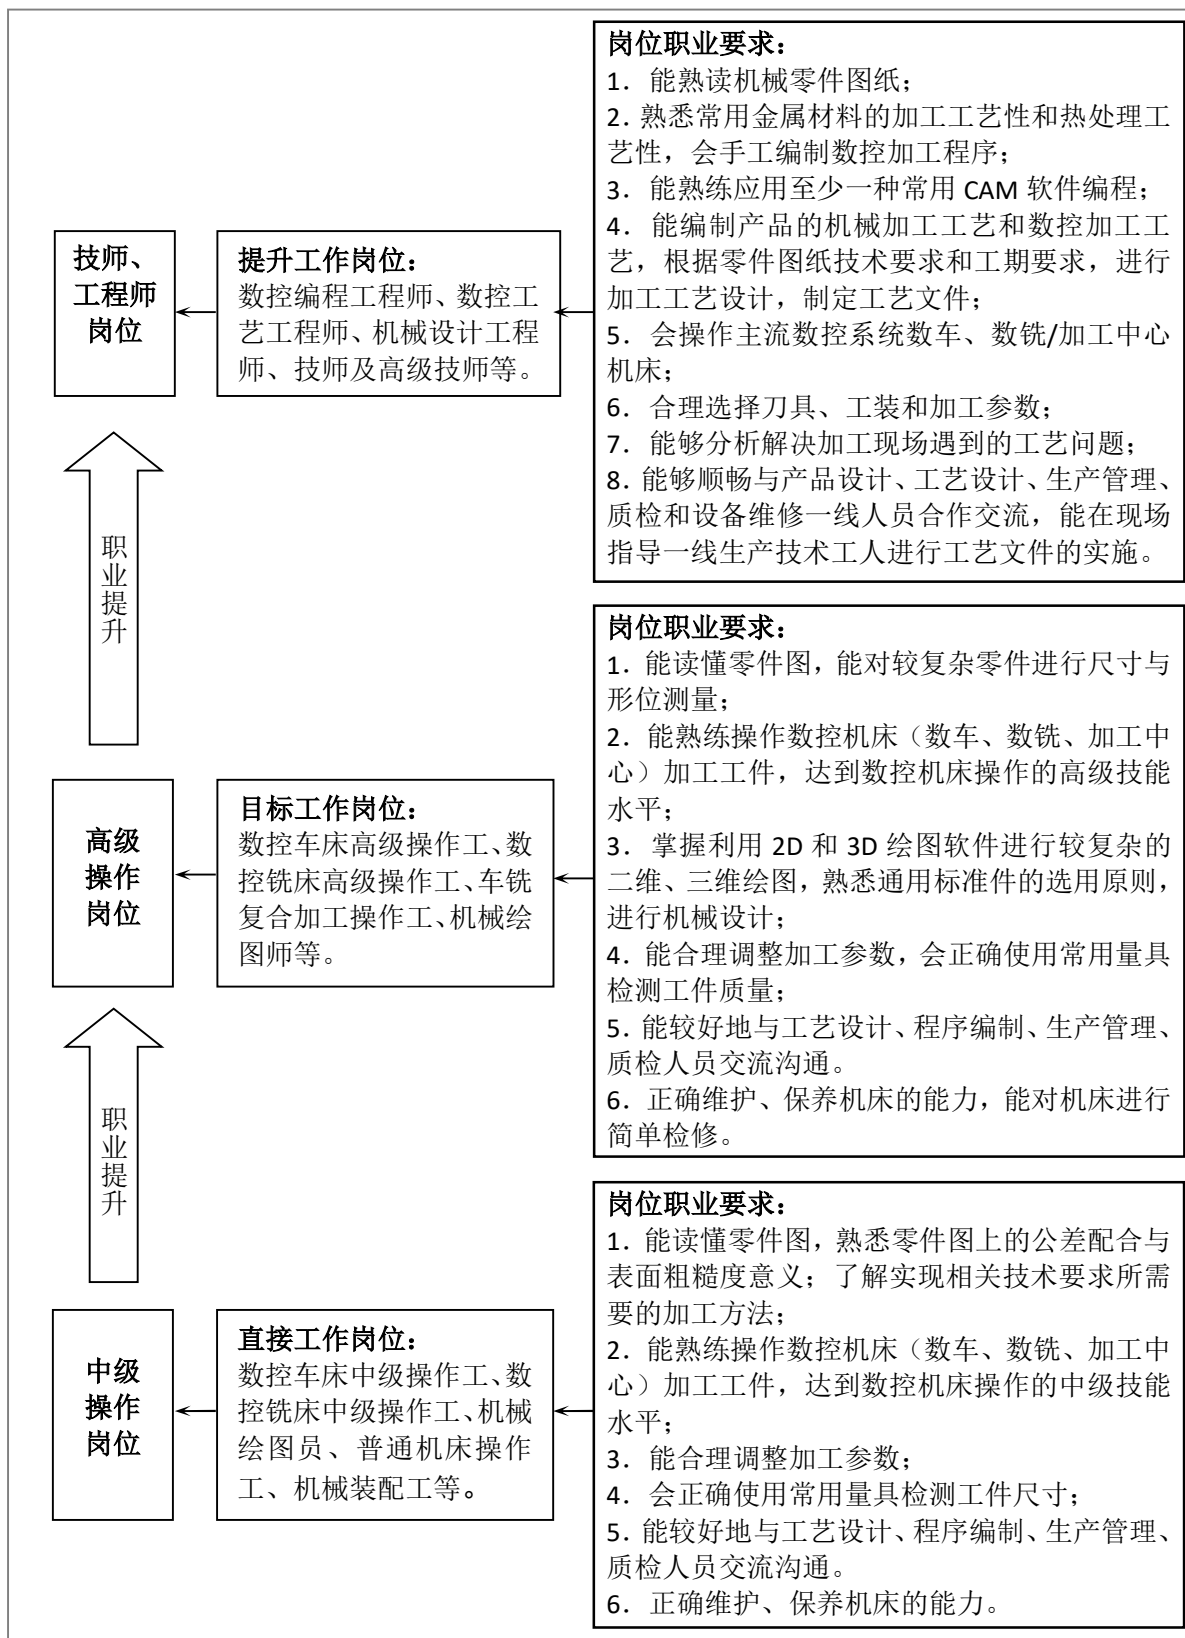 岗位职业要求：
1．能熟读机械零件图纸；
2．熟悉常用金属材料的加工工艺性和热处理工
艺性，会手工编制数控加工程序；
3．能熟练应用至少一种常用 CAM 软件编程；
4．能编制产品的机械加工工艺和数控加工工
艺，根据零件图纸技术要求和工期要求，进行
加工工艺设计，制定工艺文件；
5．会操作主流数控系统数车、数铣/加工中心
机床；
6．合理选择刀具、工装和加工参数；
7．能够分析解决加工现场遇到的工艺问题；
8．能够顺畅与产品设计、工艺设计、生产管理、
质检和设备维修一线人员合作交流，能在现场
指导一线生产技术工人进行工艺文件的实施。
技师、
工程师
岗位
提升工作岗位：
数控编程工程师、数控工
艺工程师、机械设计工程
师、技师及高级技师等。
职业提升
岗位职业要求：
1．能读懂零件图，能对较复杂零件进行尺寸与
形位测量；
2．能熟练操作数控机床（数车、数铣、加工中
心）加工工件，达到数控机床操作的高级技能
水平；
3．掌握利用 2D 和 3D 绘图软件进行较复杂的
二维、三维绘图，熟悉通用标准件的选用原则，
进行机械设计；
4．能合理调整加工参数，会正确使用常用量具
检测工件质量；
5．能较好地与工艺设计、程序编制、生产管理、
质检人员交流沟通。
6．正确维护、保养机床的能力，能对机床进行
简单检修。
高级
操作
岗位
目标工作岗位：
数控车床高级操作工、数
控铣床高级操作工、车铣
复合加工操作工、机械绘
图师等。
职业提升
岗位职业要求：
1．能读懂零件图，熟悉零件图上的公差配合与
表面粗糙度意义；了解实现相关技术要求所需
要的加工方法；
2．能熟练操作数控机床（数车、数铣、加工中
心）加工工件，达到数控机床操作的中级技能
水平；
3．能合理调整加工参数；
4．会正确使用常用量具检测工件尺寸；
5．能较好地与工艺设计、程序编制、生产管理、
质检人员交流沟通。
6．正确维护、保养机床的能力。
中级
操作
岗位
直接工作岗位：
数控车床中级操作工、数
控铣床中级操作工、机械
绘图员、普通机床操作
工、机械装配工等。